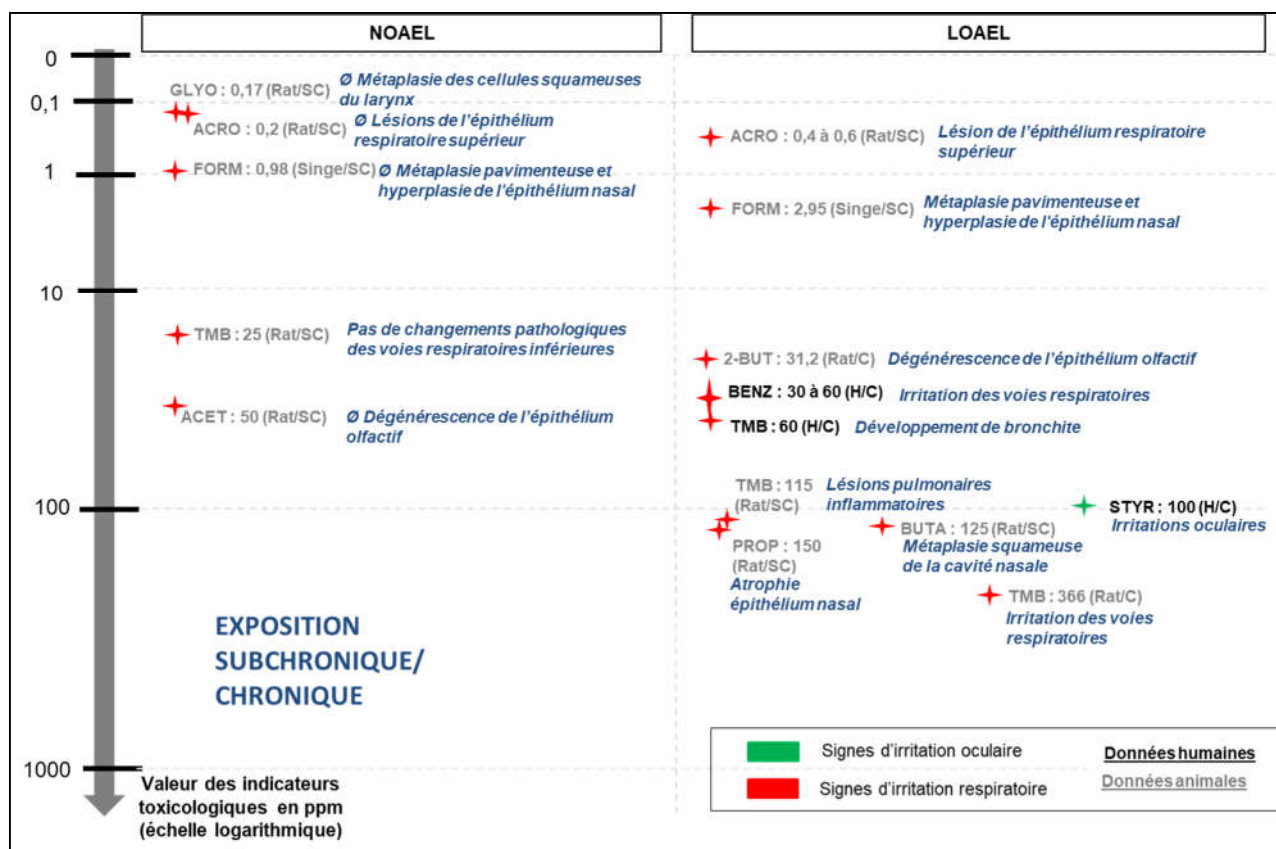 NOAEL
LOAEL
0
0,1
1
10
100
1000
GLYO : 0,17 (Rat/SC)
Ø Métaplasie des cellules squameuses
du larynx
ACRO : 0,2 (Rat/SC)
Ø Lésions de l'épithélium
respiratoire supérieur
FORM : 0,98 (Singe/SC)
Ø Métaplasie pavimenteuse et
hyperplasie de l'épithélium nasal
TMB : 25 (Rat/SC)
Pas de changements pathologiques
des voies respiratoires inférieures
ACET : 50 (Rat/SC)
Ø Dégénérescence de l'épithélium
olfactif
ACRO : 0,4 à 0,6 (Rat/SC)
Lésion de l'épithélium respiratoire
supérieur
FORM : 2,95 (Singe/SC)
Métaplasie pavimenteuse et
hyperplasie de l'épithélium nasal
2-BUT : 31,2 (Rat/C)
Dégénérescence de l'épithélium olfactif
BENZ : 30 à 60 (H/C)
Irritation des voies respiratoires
TMB : 60 (H/C)
Développement de bronchite
TMB : 115
(Rat/SC)
Lésions pulmonaires
inflammatoires
STYR : 100 (H/C)
Irritations oculaires
BUTA : 125 (Rat/SC)
Métaplasie squameuse
de la cavité nasale
PROP : 150
(Rat/SC)
Atrophie
épithélium nasal
TMB : 366 (Rat/C)
Irritation des voies
respiratoires
EXPOSITION
SUBCHRONIQUE/
CHRONIQUE
Signes d'irritation oculaire
Données humaines
Signes d'irritation respiratoire
Données animales
Valeur des indicateurs
toxicologiques en ppm
(échelle logarithmique)